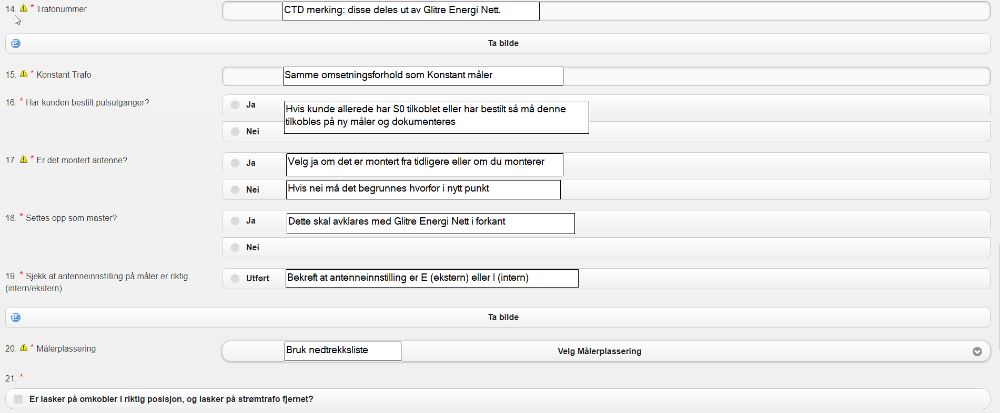 14. * Trafonummer
CTD merking: disse deles ut av Glitre Energi Nett.
Ta bilde
15. * Konstant Trafo
Samme omsetningsforhold som Konstant måler
16. * Har kunden bestilt pulsutganger?
Ja
Hvis kunde allerede har S0 tilkoblet eller har bestilt så må denne
tilkobles på ny måler og dokumenteres
Nei
17. * Er det montert antenne?
Ja
Velg ja om det er montert fra tidligere eller om du monterer
Nei
Hvis nei må det begrunnes hvorfor i nytt punkt
18. * Settes opp som master?
Ja
Dette skal avklares med Glitre Energi Nett i forkant
Nei
19. * Sjekk at antenneinnstilling på måler er riktig
(intern/ekstern)
Utført
Bekreft at antenneinnstilling er E (ekstern) eller I (intern)
Ta bilde
20. * Målerplassering
Bruk nedtrekksliste
Velg Målerplassering
21. *
Er lasker på omkobler i riktig posisjon, og lasker på strømtrafo fjernet?